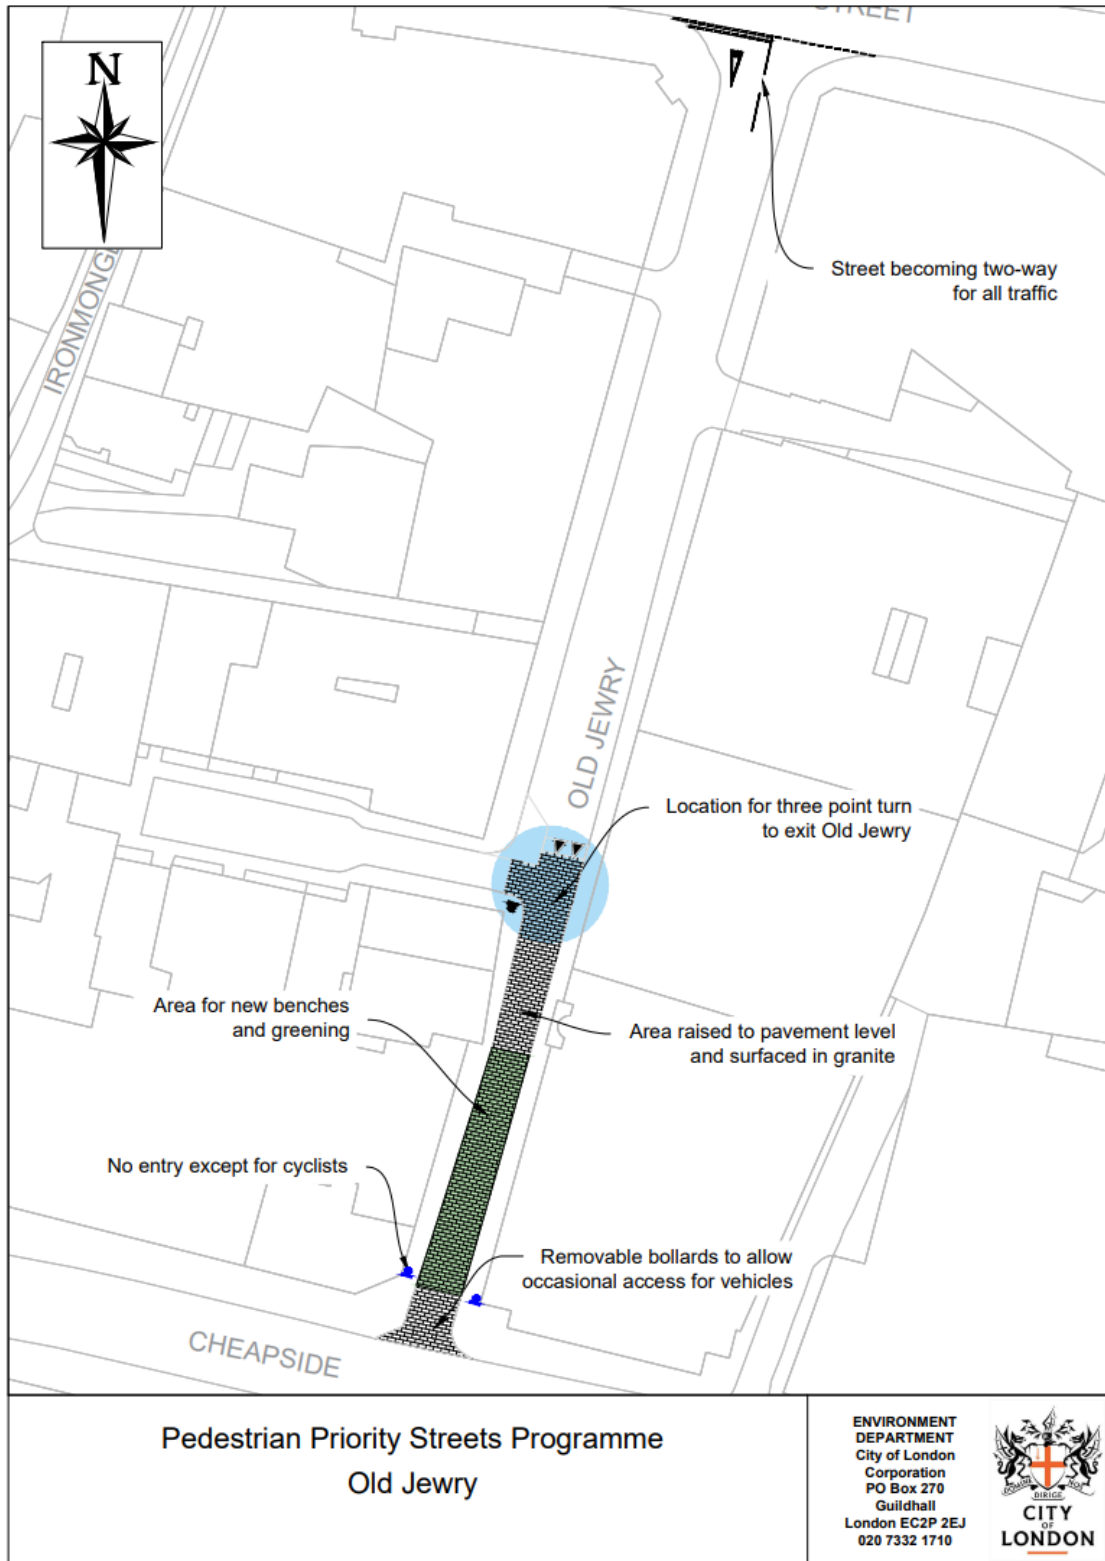 STREET
N
IRONMONGE
Street becoming two-way
for all traffic
OLD JEWRY
Location for three point turn
to exit Old Jewry
Area for new benches
and greening
Area raised to pavement level
and surfaced in granite
No entry except for cyclists
Removable bollards to allow
occasional access for vehicles
CHEAPSIDE
Pedestrian Priority Streets Programme
Old Jewry
ENVIRONMENT
DEPARTMENT
City of London
Corporation
PO Box 270
Guildhall
London EC2P 2EJ
020 7332 1710
DOMINE DIRIGE NOS
CITY
OF
LONDON